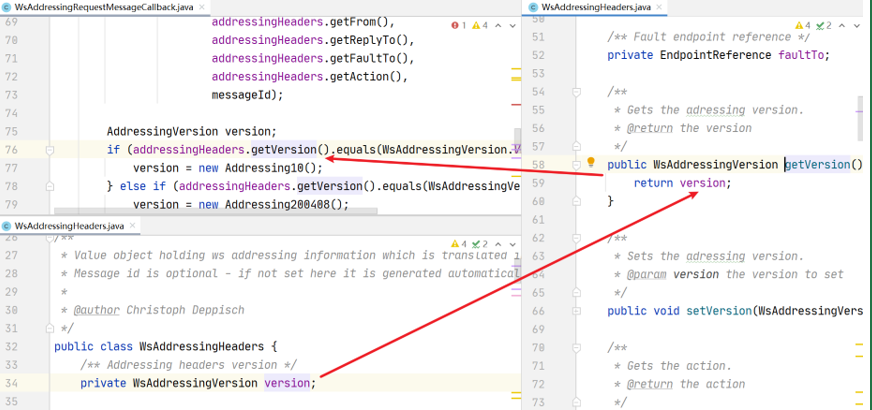 WsAddressingRequestMessageCallback.java
1 4
69 addressingHeaders.getFrom(),
70 addressingHeaders.getReplyTo(),
71 addressingHeaders.getFaultTo(),
72 addressingHeaders.getAction(),
73 messageId);
74
75 AddressingVersion version;
76 if (addressingHeaders.getVersion().equals(WsAddressingVersion.
77 version = new Addressing10();
78 } else if (addressingHeaders.getVersion().equals(WsAddressingVe
79 version = new Addressing200408();
WsAddressingHeaders.java
4 2
26 /**
27 * Value object holding ws addressing information which is translated
28 * Message id is optional - if not set here it is generated automatical
29 *
30 * @author Christoph Deppisch
31 */
32 public class WsAddressingHeaders {
33 /** Addressing headers version */
34 private WsAddressingVersion version;
35
WsAddressingHeaders.java
4 2
50
51 /** Fault endpoint reference */
52 private EndpointReference faultTo;
53
54 /**
55 * Gets the adressing version.
56 * @return the version
57 */
58 public WsAddressingVersion getVersion()
59 return version;
60 }
61
62 /**
63 * Sets the adressing version.
64 * @param version the version to set
65 */
66 public void setVersion(WsAddressingVers
69
70 /**
71 * Gets the action.
72 * @return the action
73 */